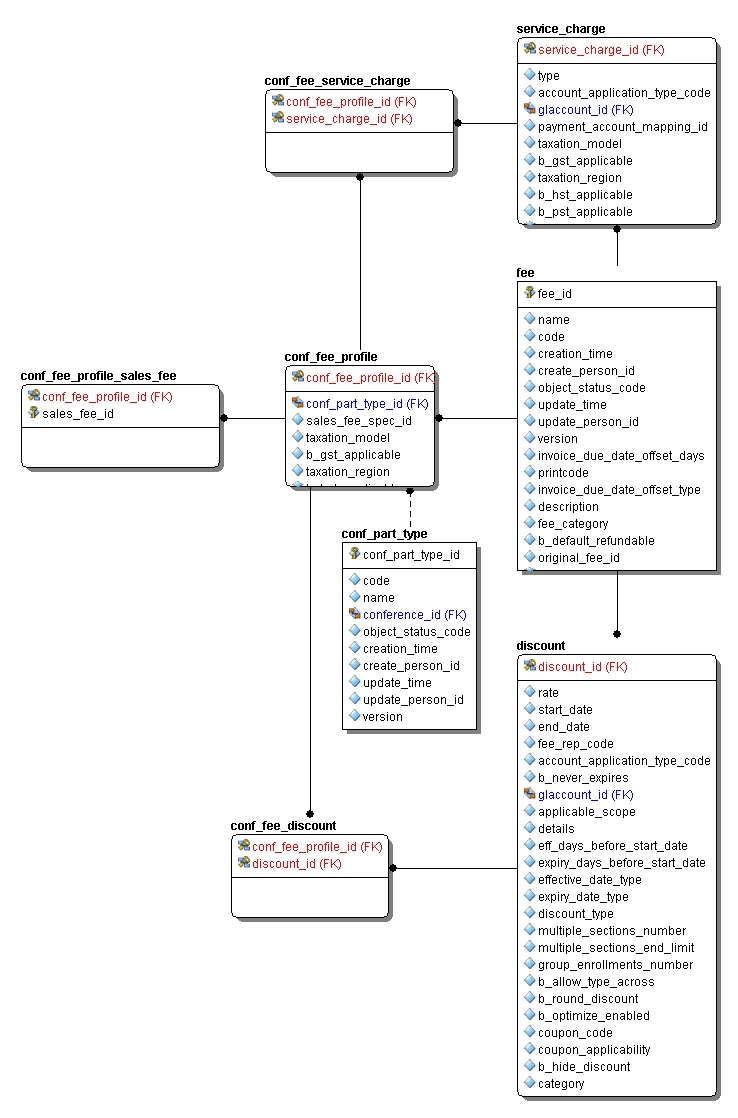 service_charge
service_charge_id (FK)
type
account_application_type_code
glaccount_id (FK)
payment_account_mapping_id
taxation_model
b_gst_applicable
taxation_region
b_hst_applicable
b_pst_applicable
conf_fee_service_charge
conf_fee_profile_id (FK)
service_charge_id (FK)
fee
fee_id
name
code
creation_time
create_person_id
object_status_code
update_time
update_person_id
version
invoice_due_date_offset_days
printcode
invoice_due_date_offset_type
description
fee_category
b_default_refundable
original_fee_id
conf_fee_profile
conf_fee_profile_id (FK)
conf_part_type_id (FK)
sales_fee_spec_id
taxation_model
b_gst_applicable
taxation_region
conf_fee_profile_sales_fee
conf_fee_profile_id (FK)
sales_fee_id
conf_part_type
conf_part_type_id
code
name
conference_id (FK)
object_status_code
creation_time
create_person_id
update_time
update_person_id
version
discount
discount_id (FK)
rate
start_date
end_date
fee_rep_code
account_application_type_code
b_never_expires
glaccount_id (FK)
applicable_scope
details
eff_days_before_start_date
expiry_days_before_start_date
effective_date_type
expiry_date_type
discount_type
multiple_sections_number
multiple_sections_end_limit
group_enrollments_number
b_allow_type_across
b_round_discount
b_optimize_enabled
coupon_code
coupon_applicability
b_hide_discount
category
conf_fee_discount
conf_fee_profile_id (FK)
discount_id (FK)